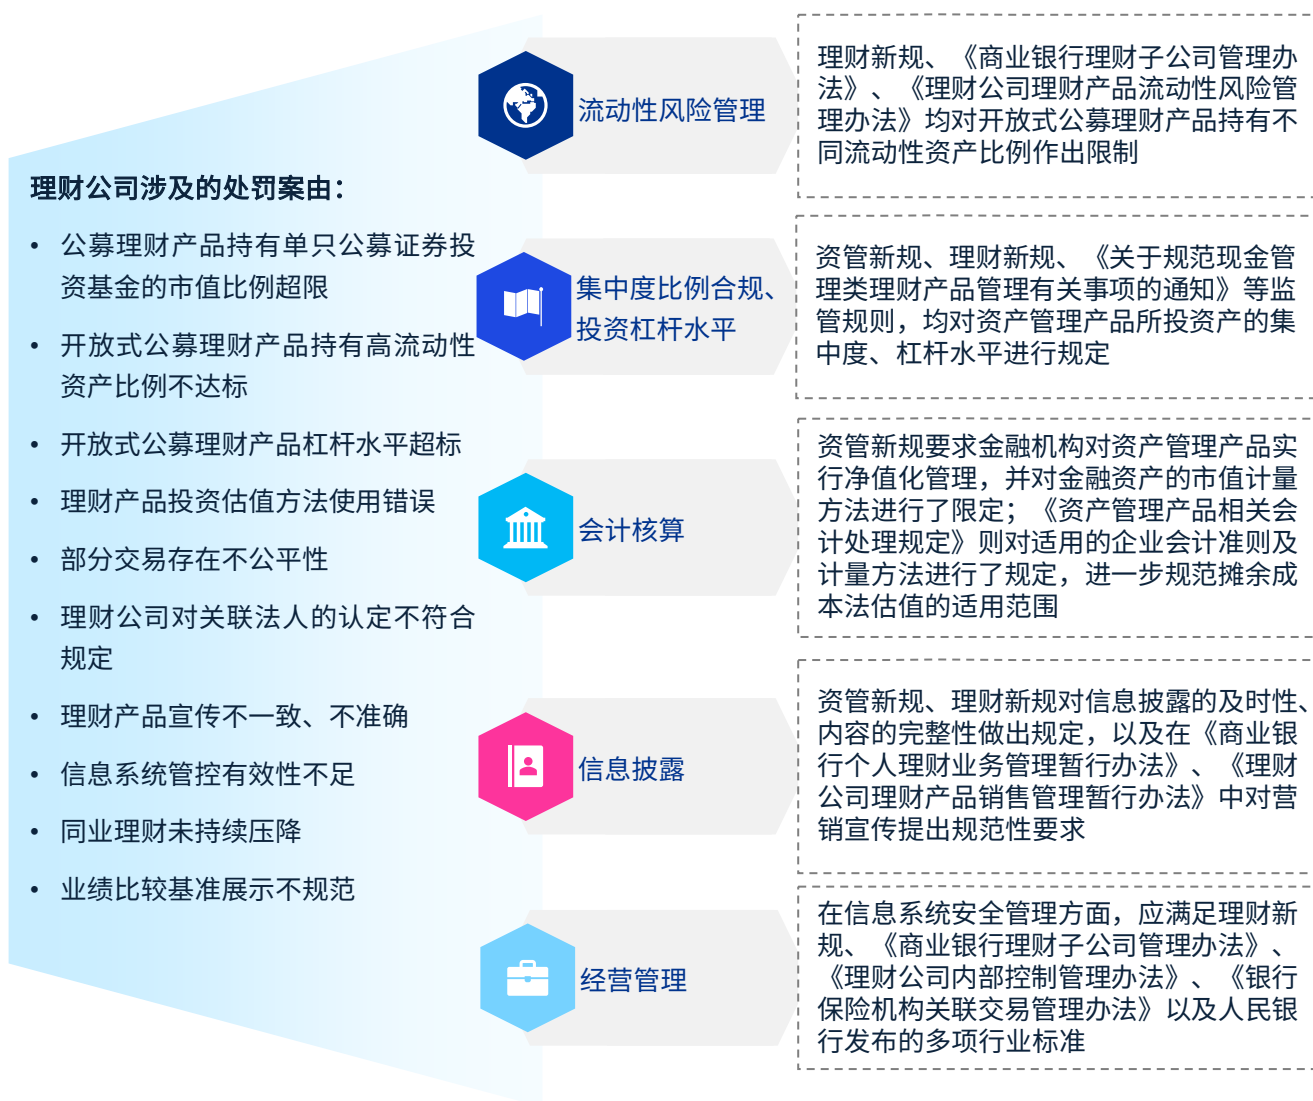 理财公司涉及的处罚案由：
• 公募理财产品持有单只公募证券投
资基金的市值比例超限
• 开放式公募理财产品持有高流动性
资产比例不达标
• 开放式公募理财产品杠杆水平超标
• 理财产品投资估值方法使用错误
• 部分交易存在不公平性
• 理财公司对关联法人的认定不符合
规定
• 理财产品宣传不一致、不准确
• 信息系统管控有效性不足
• 同业理财未持续压降
• 业绩比较基准展示不规范
流动性风险管理
理财新规、《商业银行理财子公司管理办
法》、《理财公司理财产品流动性风险管
理办法》均对开放式公募理财产品持有不
同流动性资产比例作出限制
集中度比例合规、
投资杠杆水平
资管新规、理财新规、《关于规范现金管
理类理财产品管理有关事项的通知》等监
管规则，均对资产管理产品所投资产的集
中度、杠杆水平进行规定
会计核算
资管新规要求金融机构对资产管理产品实
行净值化管理，并对金融资产的市值计量
方法进行了限定；《资产管理产品相关会
计处理规定》则对适用的企业会计准则及
计量方法进行了规定，进一步规范摊余成
本法估值的适用范围
信息披露
资管新规、理财新规对信息披露的及时性、
内容的完整性做出规定，以及在《商业银
行个人理财业务管理暂行办法》、《理财
公司理财产品销售管理暂行办法》中对营
销宣传提出规范性要求
经营管理
在信息系统安全管理方面，应满足理财新
规、《商业银行理财子公司管理办法》、
《理财公司内部控制管理办法》、《银行
保险机构关联交易管理办法》以及人民银
行发布的多项行业标准